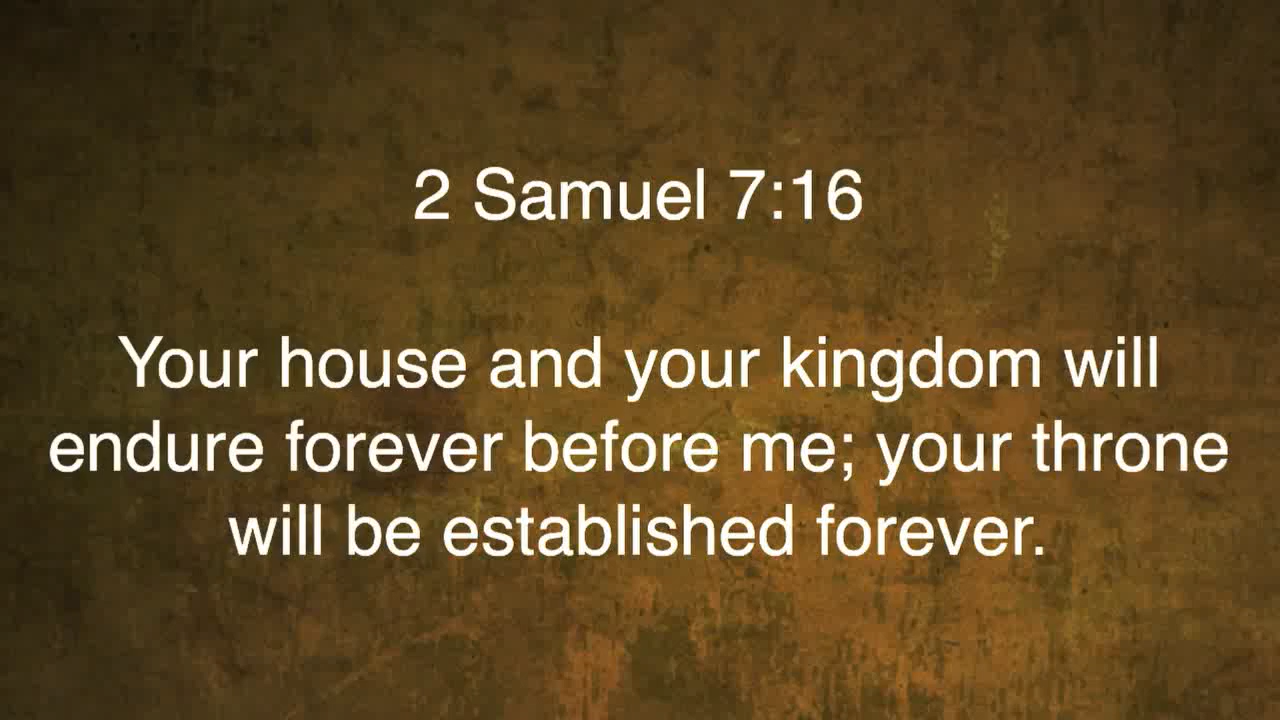 2 Samuel 7:16
Your house and your kingdom will
endure forever before me; your throne
will be established forever.